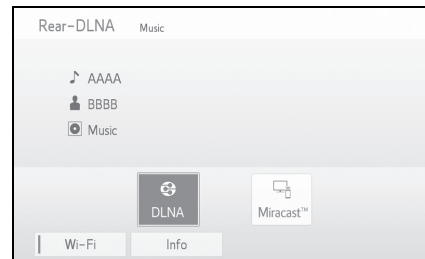 Rear-DLNA Music
AAAA
BBBB
Music
DLNA Miracast™
Wi-Fi Info